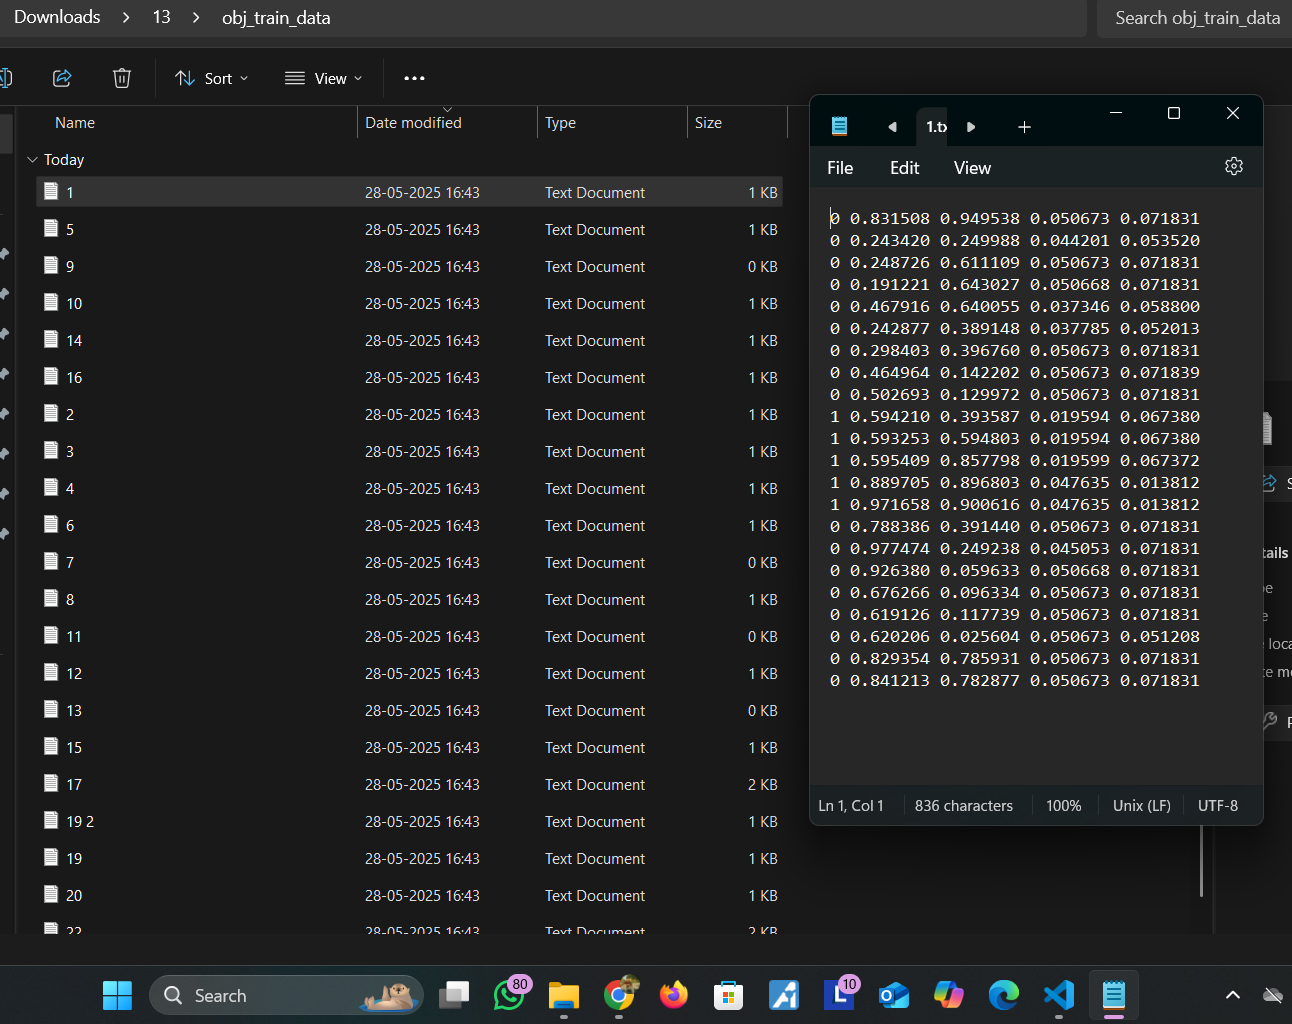 Downloads > 13 > obj_train_data
Search obj_train_data
Sort
View
Name
Date modified
Type
Size
Today
1 28-05-2025 16:43 Text Document 1 KB
5 28-05-2025 16:43 Text Document 1 KB
9 28-05-2025 16:43 Text Document 0 KB
10 28-05-2025 16:43 Text Document 1 KB
14 28-05-2025 16:43 Text Document 1 KB
16 28-05-2025 16:43 Text Document 1 KB
2 28-05-2025 16:43 Text Document 1 KB
3 28-05-2025 16:43 Text Document 1 KB
4 28-05-2025 16:43 Text Document 1 KB
6 28-05-2025 16:43 Text Document 1 KB
7 28-05-2025 16:43 Text Document 0 KB
8 28-05-2025 16:43 Text Document 1 KB
11 28-05-2025 16:43 Text Document 0 KB
12 28-05-2025 16:43 Text Document 1 KB
13 28-05-2025 16:43 Text Document 0 KB
15 28-05-2025 16:43 Text Document 1 KB
17 28-05-2025 16:43 Text Document 2 KB
19 2 28-05-2025 16:43 Text Document 1 KB
19 28-05-2025 16:43 Text Document 1 KB
20 28-05-2025 16:43 Text Document 1 KB
22 28-05-2025 16:43 Text Document 2 KB
1.tx
File Edit View
0 0.831508 0.949538 0.050673 0.071831
0 0.243420 0.249988 0.044201 0.053520
0 0.248726 0.611109 0.050673 0.071831
0 0.191221 0.643027 0.050668 0.071831
0 0.467916 0.640055 0.037346 0.058800
0 0.242877 0.389148 0.037785 0.052013
0 0.298403 0.396760 0.050673 0.071831
0 0.464964 0.142202 0.050673 0.071839
0 0.502693 0.129972 0.050673 0.071831
1 0.594210 0.393587 0.019594 0.067380
1 0.593253 0.594803 0.019594 0.067380
1 0.595409 0.857798 0.019599 0.067372
1 0.889705 0.896803 0.047635 0.013812
1 0.971658 0.900616 0.047635 0.013812
0 0.788386 0.391440 0.050673 0.071831
0 0.977474 0.249238 0.045053 0.071831
0 0.926380 0.059633 0.050668 0.071831
0 0.676266 0.096334 0.050673 0.071831
0 0.619126 0.117739 0.050673 0.071831
0 0.620206 0.025604 0.050673 0.051208
0 0.829354 0.785931 0.050673 0.071831
0 0.841213 0.782877 0.050673 0.071831
Ln 1, Col 1 836 characters 100% Unix (LF) UTF-8
tails
Search
80
10